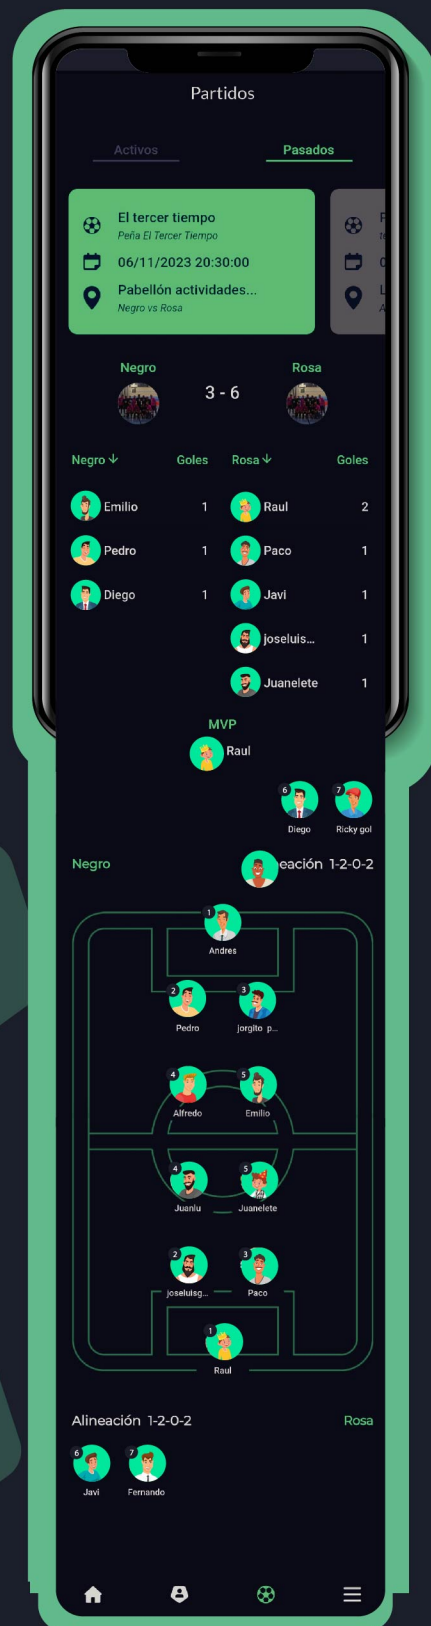 Partidos
Activos
Pasados
El tercer tiempo
Peña El Tercer Tiempo
06/11/2023 20:30:00
Pabellón actividades...
Negro vs Rosa
Negro
3 - 6
Rosa
Negro Goles Rosa Goles
Emilio 1 Raul 2
Pedro 1 Paco 1
Diego 1 Javi 1
joseluis... 1
Juanelete 1
MVP
Raul
6 7
Diego Ricky gol
Negro eación 1-2-0-2
1
Andres
2 3
Pedro jorgito p...
4 5
Alfredo Emilio
4 5
Juanlu Juanelete
2 3
joseluisg... Paco
1
Raul
Alineación 1-2-0-2 Rosa
6 7
Javi Fernando